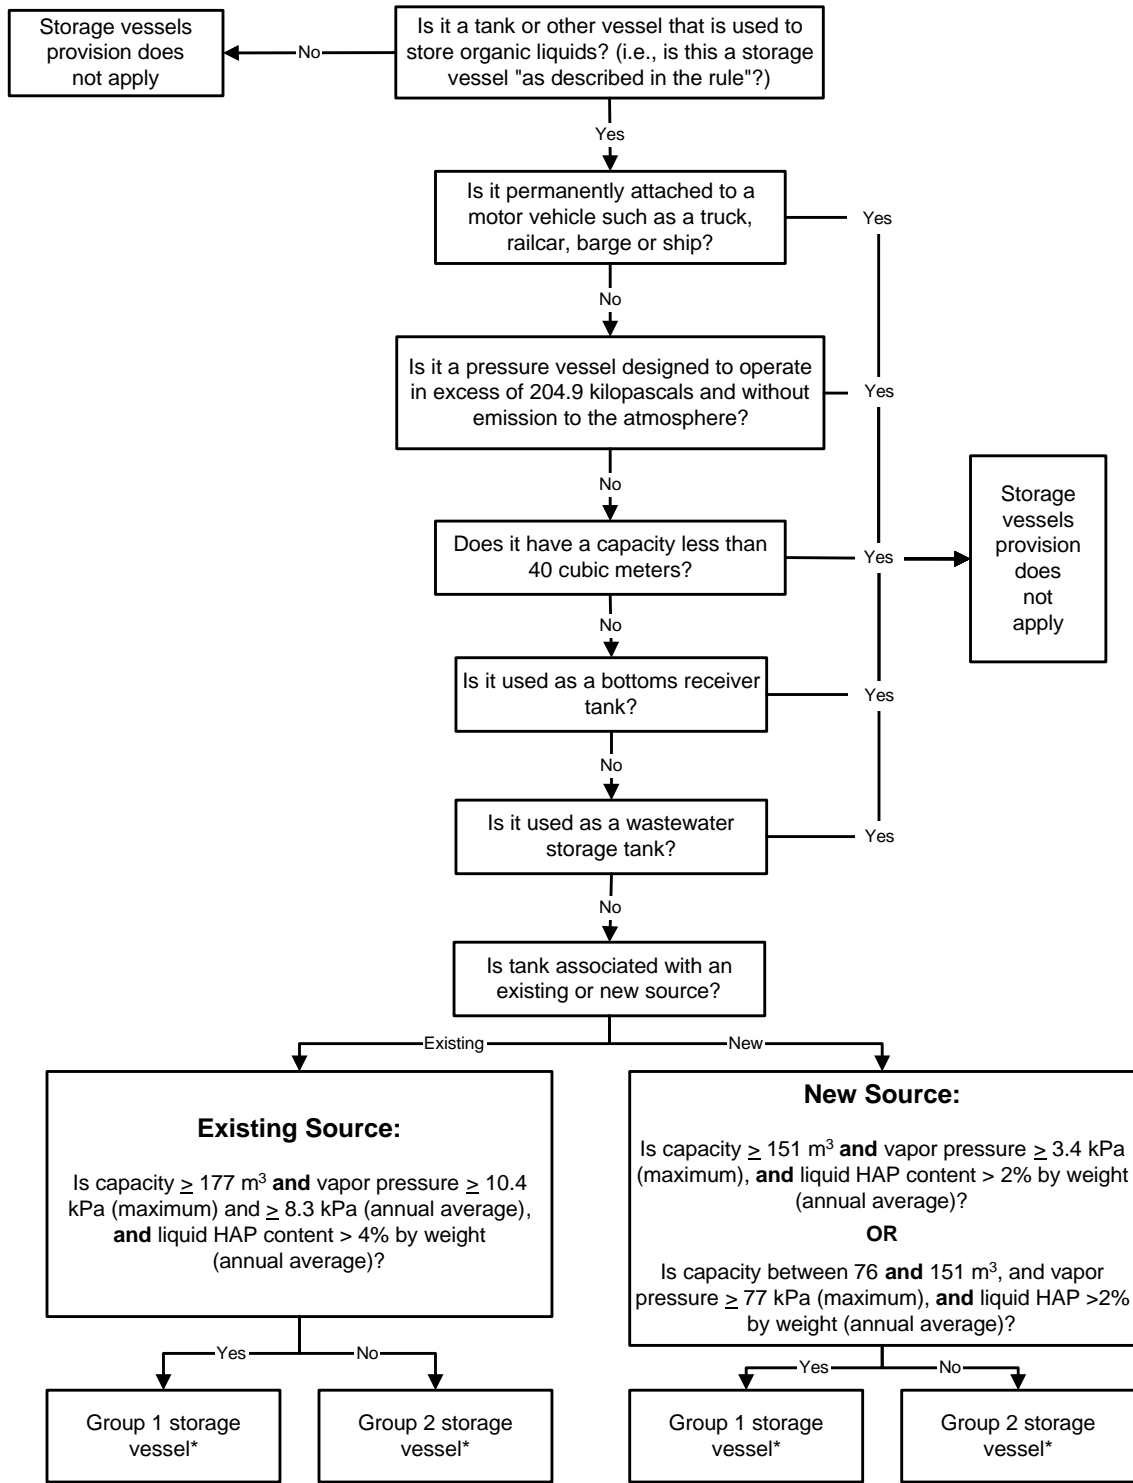 Storage vessels
provision does
not apply
No
Is it a tank or other vessel that is used to
store organic liquids? (i.e., is this a storage
vessel "as described in the rule"?)
Yes
Is it permanently attached to a
motor vehicle such as a truck,
railcar, barge or ship?
Yes
No
Is it a pressure vessel designed to operate
in excess of 204.9 kilopascals and without
emission to the atmosphere?
Yes
No
Does it have a capacity less than
40 cubic meters?
Yes
Storage
vessels
provision
does
not
apply
No
Is it used as a bottoms receiver
tank?
Yes
No
Is it used as a wastewater
storage tank?
Yes
No
Is tank associated with an
existing or new source?
Existing
New
Existing Source:
Is capacity ≥ 177 m³ and vapor pressure ≥ 10.4
kPa (maximum) and ≥ 8.3 kPa (annual average),
and liquid HAP content > 4% by weight
(annual average)?
New Source:
Is capacity ≥ 151 m³ and vapor pressure ≥ 3.4 kPa
(maximum), and liquid HAP content > 2% by weight
(annual average)?
OR
Is capacity between 76 and 151 m³, and vapor
pressure ≥ 77 kPa (maximum), and liquid HAP >2%
by weight (annual average)?
Yes
No
Yes
No
Group 1 storage
vessel*
Group 2 storage
vessel*
Group 1 storage
vessel*
Group 2 storage
vessel*